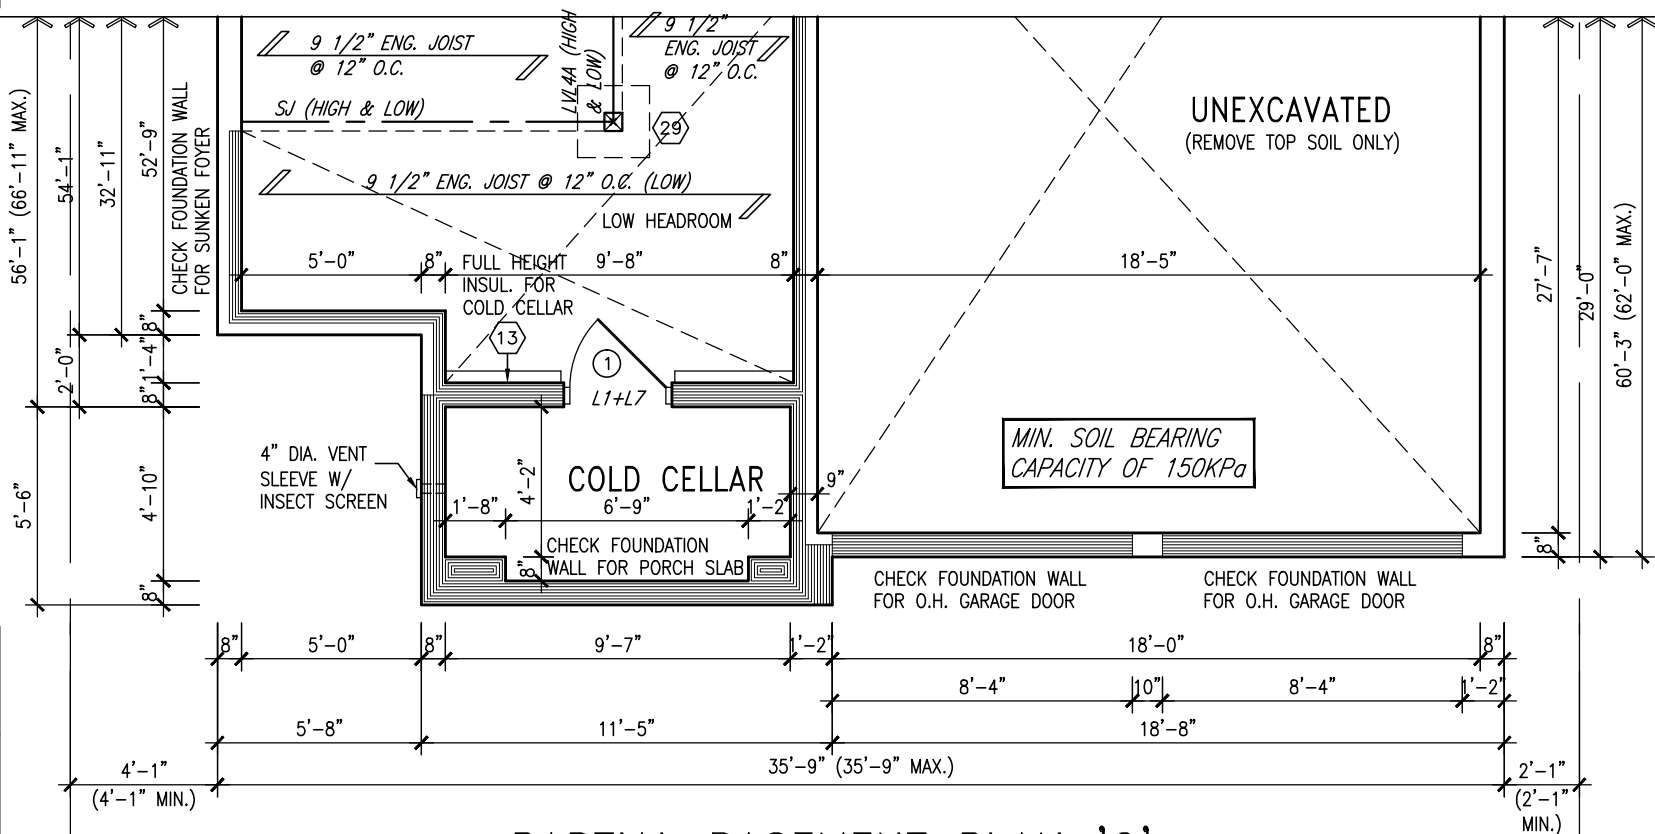 9 1/2" ENG. JOIST
@ 12" O.C.
LVL4A (HIGH
& LOW)
9 1/2"
ENG. JOIST
@ 12" O.C.
SJ (HIGH & LOW)
29
9 1/2" ENG. JOIST @ 12" O.C. (LOW)
LOW HEADROOM
UNEXCAVATED
(REMOVE TOP SOIL ONLY)
56'-1" (66'-11" MAX.)
54'-1"
32'-11"
52'-9"
CHECK FOUNDATION WALL
FOR SUNKEN FOYER
5'-0"
8"
9'-8"
8"
18'-5"
FULL HEIGHT
INSUL. FOR
COLD CELLAR
13
1
L1+L7
8"
1'-4"
8"
2'-0"
4'-10"
8"
5'-6"
4" DIA. VENT
SLEEVE W/
INSECT SCREEN
COLD CELLAR
4'-2"
1'-8"
6'-9"
1'-2"
9"
8"
CHECK FOUNDATION
WALL FOR PORCH SLAB
MIN. SOIL BEARING
CAPACITY OF 150KPa
27'-7"
29'-0"
60'-3" (62'-0" MAX.)
8"
CHECK FOUNDATION WALL
FOR O.H. GARAGE DOOR
CHECK FOUNDATION WALL
FOR O.H. GARAGE DOOR
8"
5'-0"
8"
9'-7"
1'-2"
18'-0"
8"
8'-4"
10"
8'-4"
1'-2"
5'-8"
11'-5"
18'-8"
4'-1"
(4'-1" MIN.)
35'-9" (35'-9" MAX.)
2'-1"
(2'-1"
MIN.)